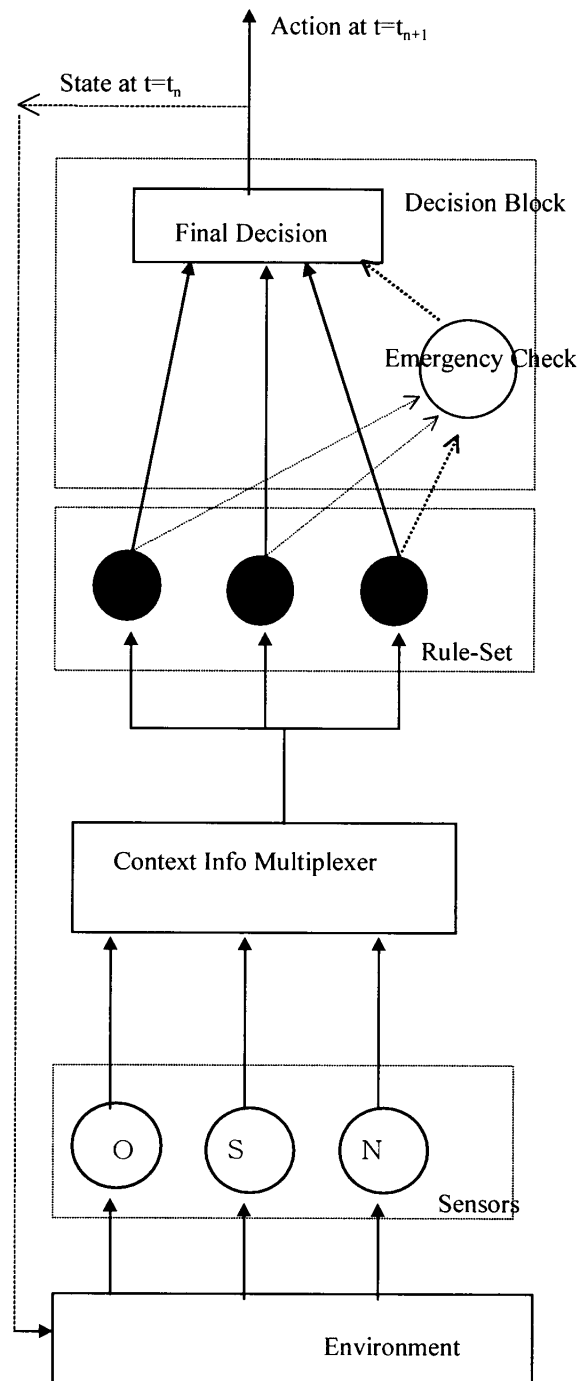 Action at t=tₙ₊₁
State at t=tₙ
Decision Block
Final Decision
Emergency Check
Rule-Set
Context Info Multiplexer
O S N
Sensors
Environment